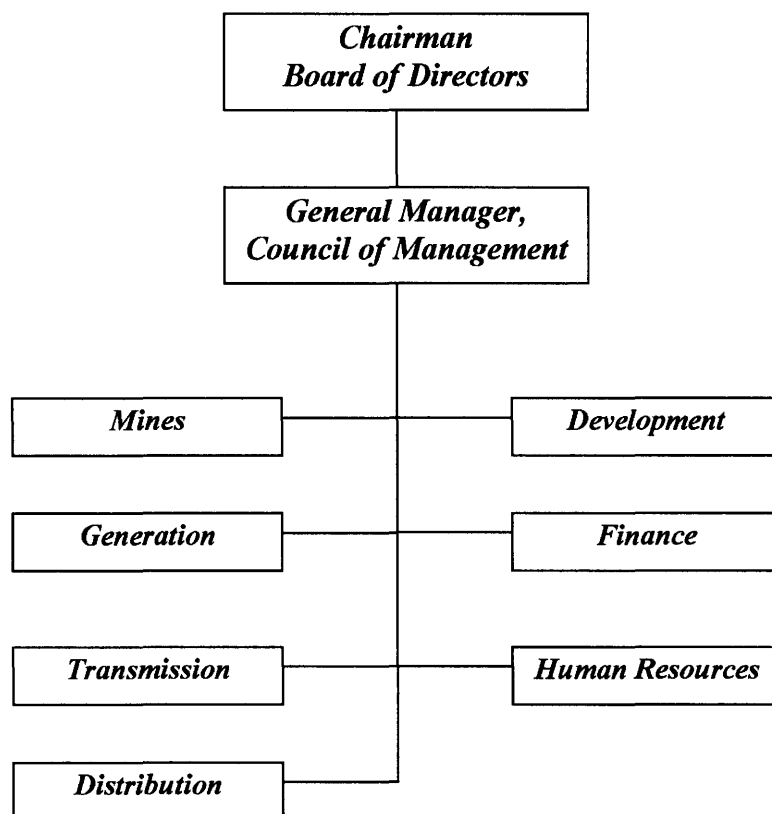 Chairman
Board of Directors
General Manager,
Council of Management
Mines
Development
Generation
Finance
Transmission
Human Resources
Distribution